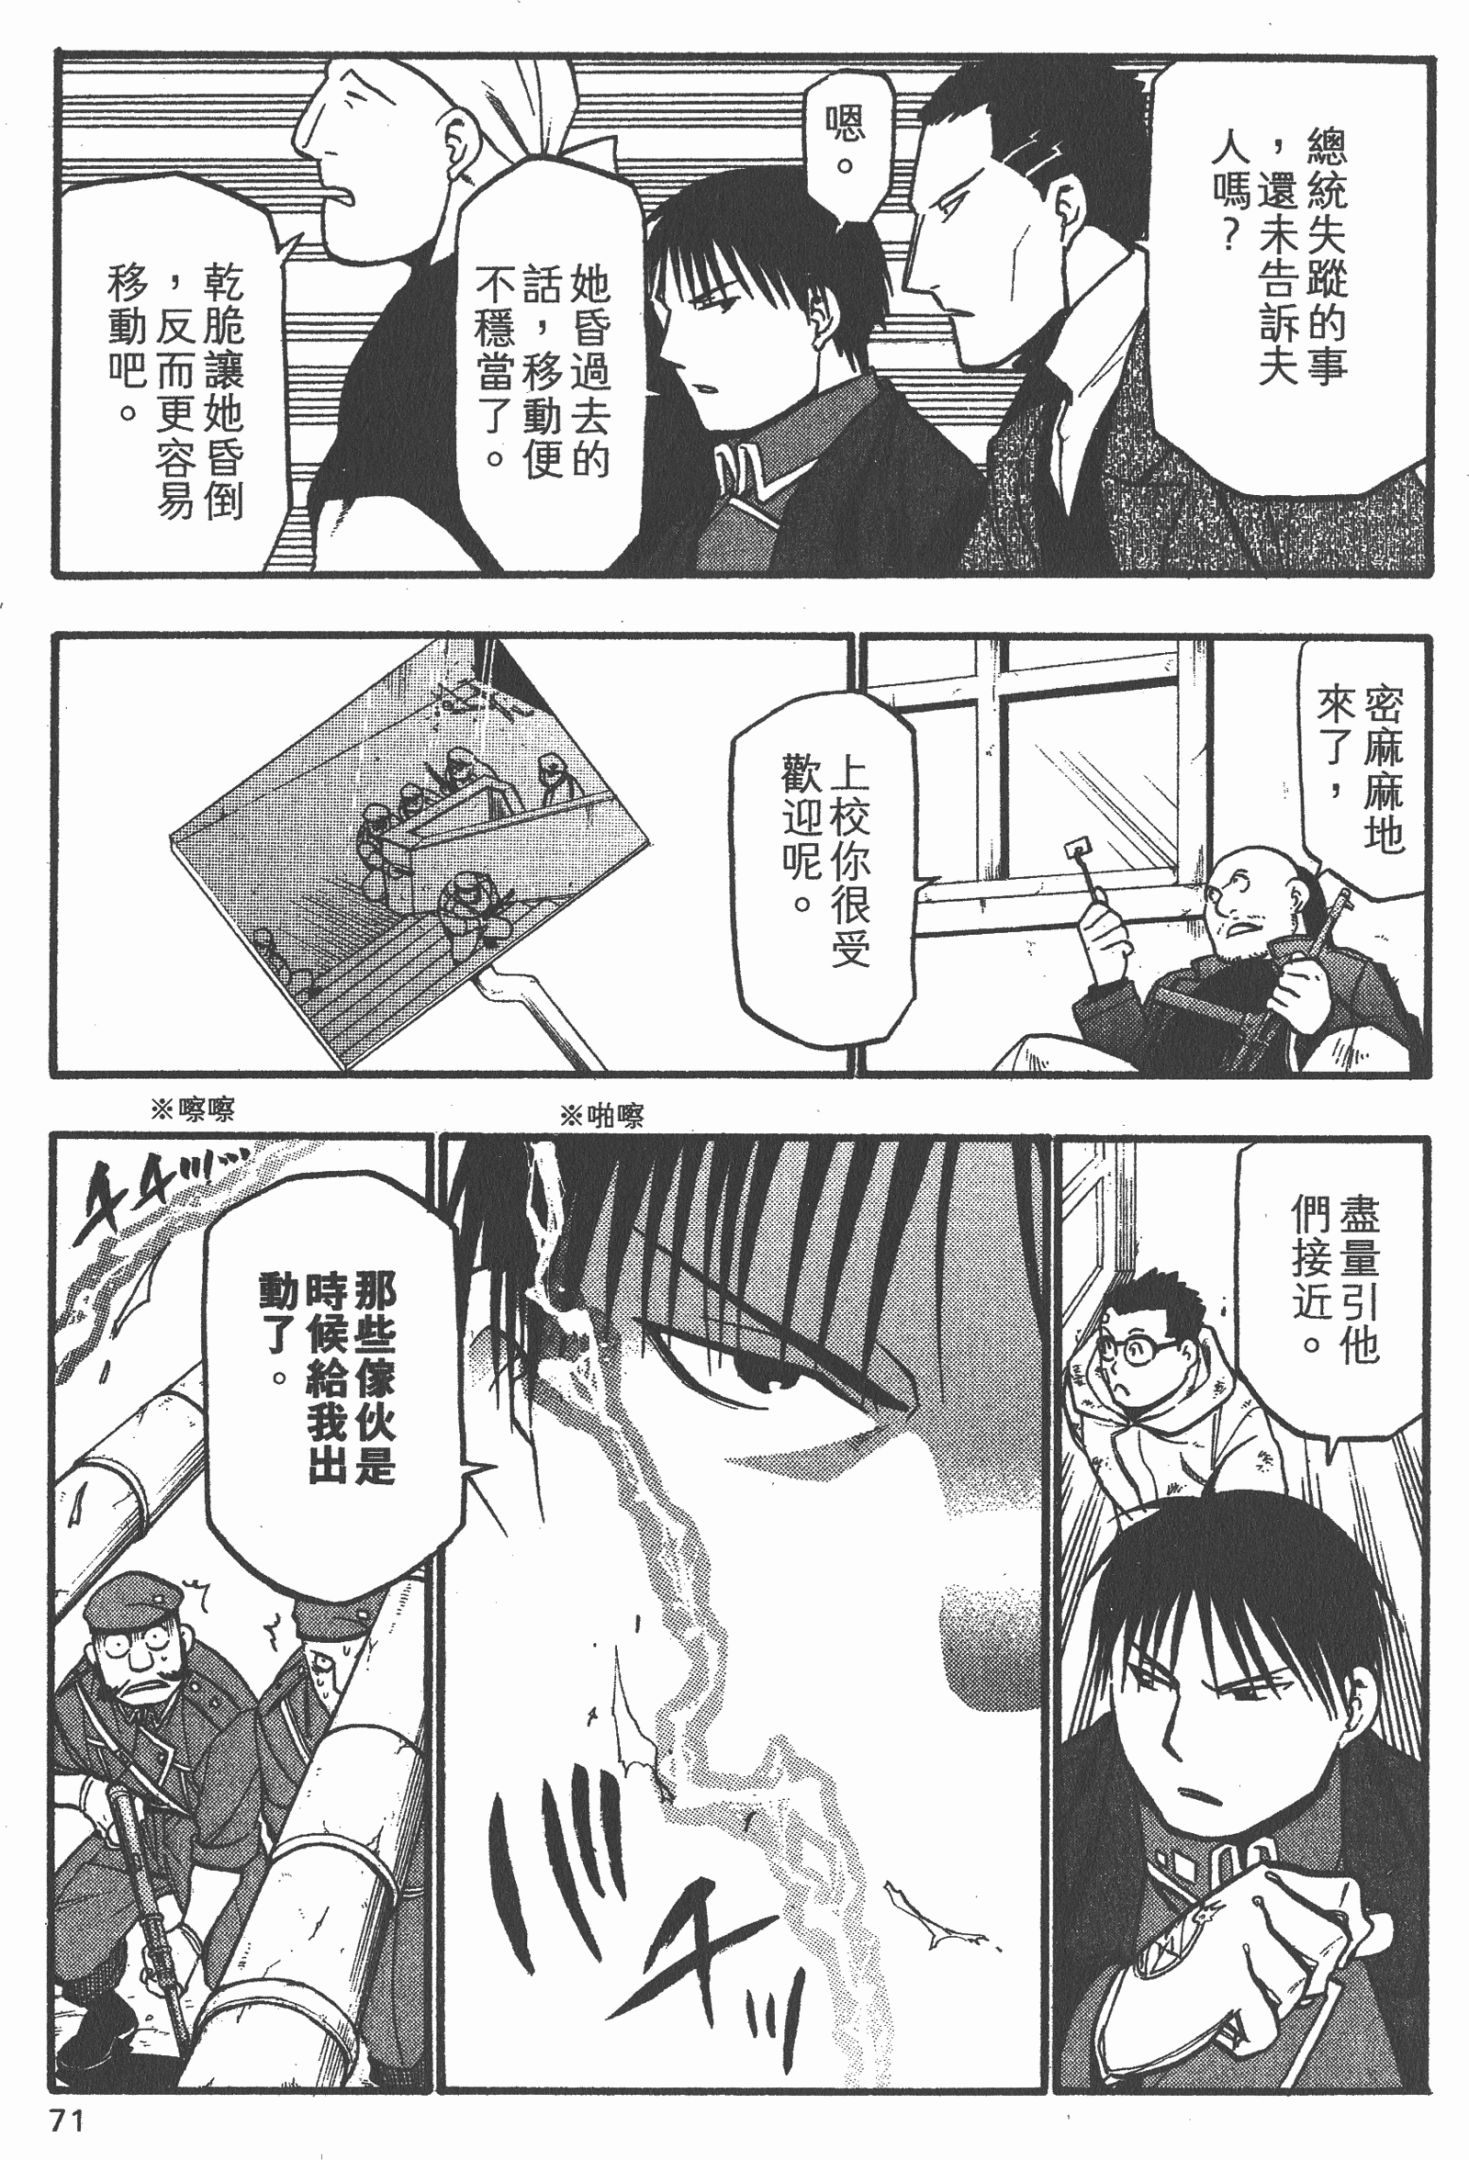 總統失蹤的事
，還未告訴夫
人嗎？
嗯。
她昏過去的
話，移動便
不穩當了。
乾脆讓她昏倒
，反而更容易
移動吧。
密麻麻地
來了，
上校你很受
歡迎呢。
盡量引他
們接近。
※啪嚓
※嚓嚓
那些傢伙是
時候給我出
動了。
71